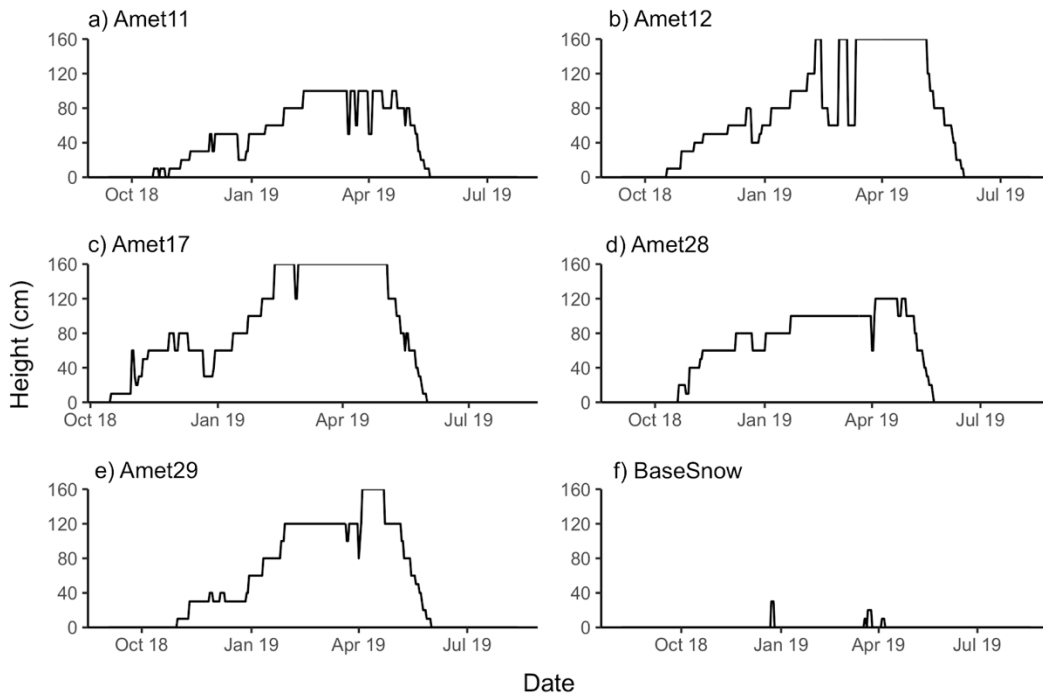 a) Amet11
160
120
80
40
0
Oct 18 Jan 19 Apr 19 Jul 19
b) Amet12
160
120
80
40
0
Oct 18 Jan 19 Apr 19 Jul 19
c) Amet17
160
120
80
40
0
Oct 18 Jan 19 Apr 19 Jul 19
d) Amet28
160
120
80
40
0
Oct 18 Jan 19 Apr 19 Jul 19
e) Amet29
160
120
80
40
0
Oct 18 Jan 19 Apr 19 Jul 19
f) BaseSnow
160
120
80
40
0
Oct 18 Jan 19 Apr 19 Jul 19
Height (cm)
Date